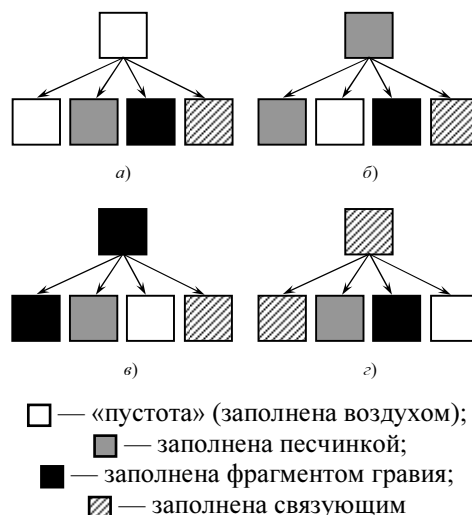 а)
б)
в)
г)
— «пустота» (заполнена воздухом);
— заполнена песчинкой;
— заполнена фрагментом гравия;
— заполнена связующим